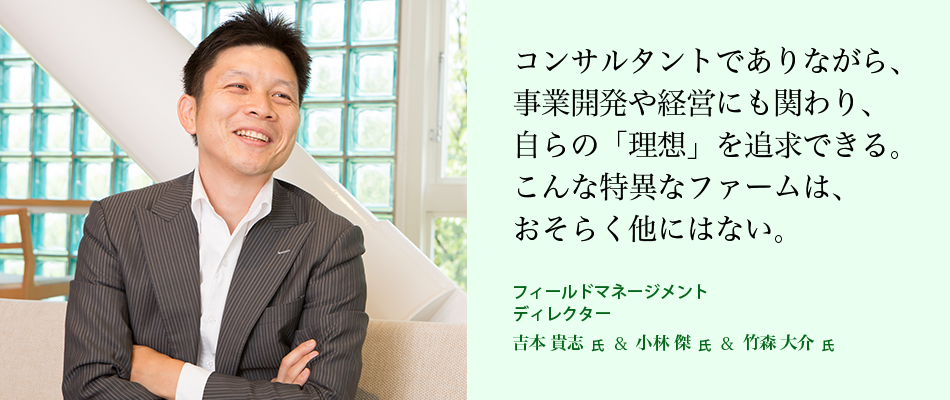 コンサルタントでありながら、
事業開発や経営にも関わり、
自らの「理想」を追求できる。
こんな特異なファームは、
おそらく他にはない。
フィールドマネージメント
ディレクター
吉本 貴志 氏 & 小林 傑 氏 & 竹森 大介 氏